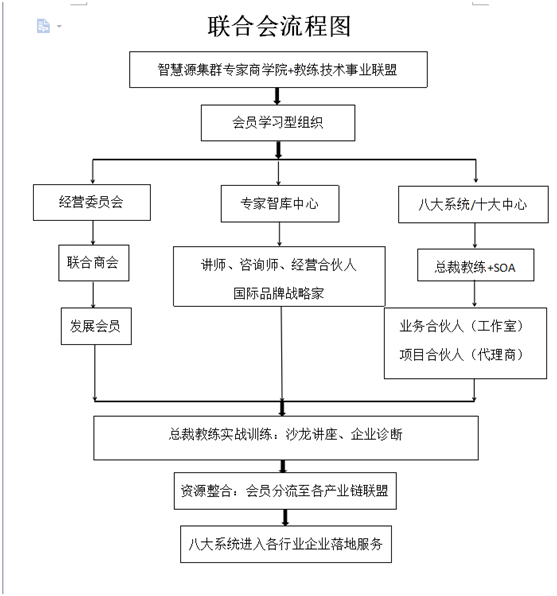 联合会流程图
智慧源集群专家商学院+教练技术事业联盟
会员学习型组织
经营委员会
专家智库中心
八大系统/十大中心
联合商会
讲师、咨询师、经营合伙人
国际品牌战略家
总裁教练+SOA
发展会员
业务合伙人（工作室）
项目合伙人（代理商）
总裁教练实战训练：沙龙讲座、企业诊断
资源整合：会员分流至各产业链联盟
八大系统进入各行业企业落地服务